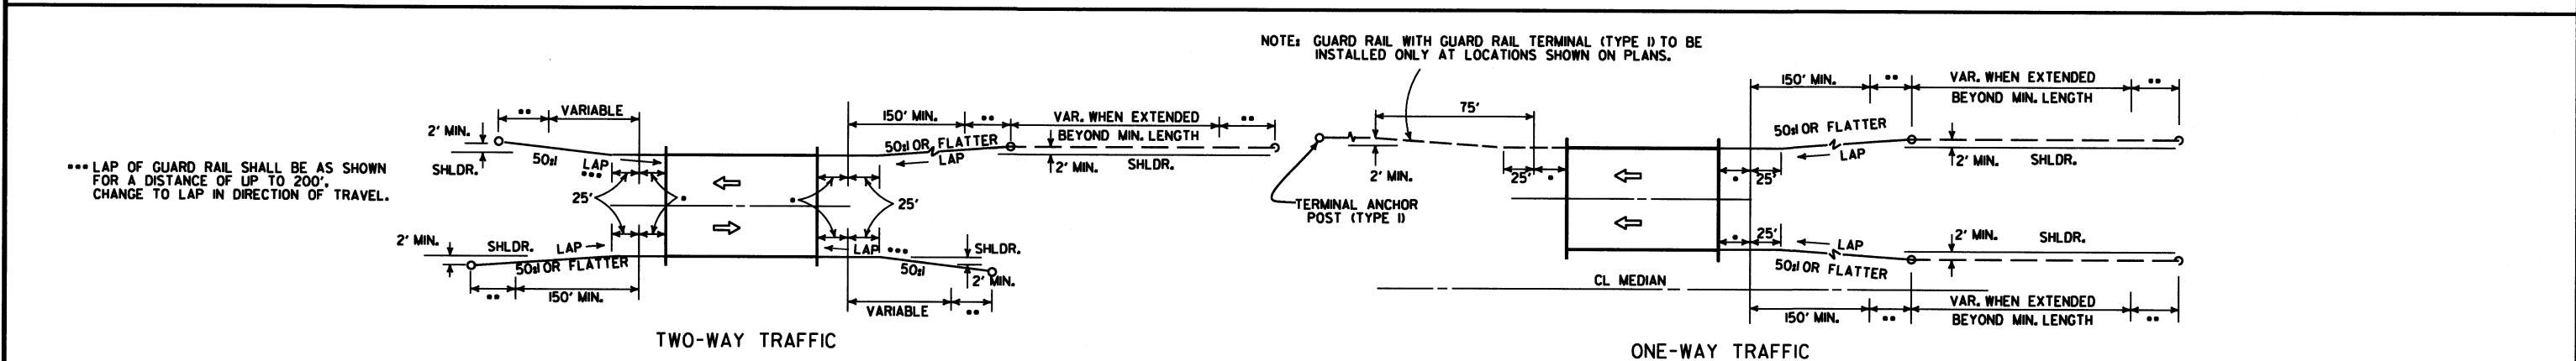 NOTE: GUARD RAIL WITH GUARD RAIL TERMINAL (TYPE I) TO BE
INSTALLED ONLY AT LOCATIONS SHOWN ON PLANS.
••• LAP OF GUARD RAIL SHALL BE AS SHOWN
FOR A DISTANCE OF UP TO 200'.
CHANGE TO LAP IN DIRECTION OF TRAVEL.
•• VARIABLE
2' MIN.
SHLDR.
50:1
LAP
•••
25'
•
150' MIN. •• VAR. WHEN EXTENDED ••
BEYOND MIN. LENGTH
50:1 OR FLATTER
LAP
2' MIN. SHLDR.
• 25'
2' MIN. SHLDR. LAP
50:1 OR FLATTER
•• 150' MIN.
LAP •••
SHLDR.
50:1
2' MIN.
VARIABLE ••
TWO-WAY TRAFFIC
75'
2' MIN.
25' •
TERMINAL ANCHOR
POST (TYPE I)
150' MIN. •• VAR. WHEN EXTENDED ••
BEYOND MIN. LENGTH
50:1 OR FLATTER
LAP
2' MIN. SHLDR.
• 25'
• 25'
LAP
2' MIN. SHLDR.
50:1 OR FLATTER
CL MEDIAN
150' MIN. •• VAR. WHEN EXTENDED ••
BEYOND MIN. LENGTH
ONE-WAY TRAFFIC